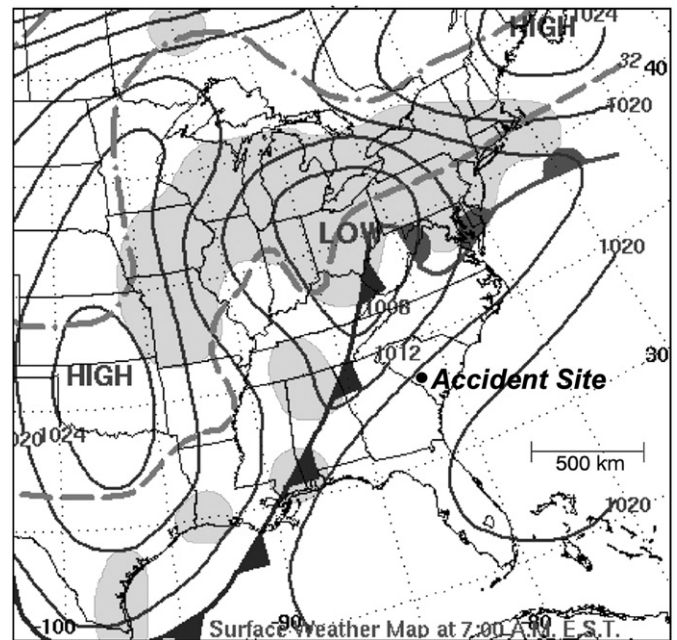 1024
HIGH
32
40
1020
LOW
1020
1008
1012
30
HIGH
Accident Site
020 1024
500 km
1020
-100
-90
-80
Surface Weather Map at 7:00 A.M. E.S.T.